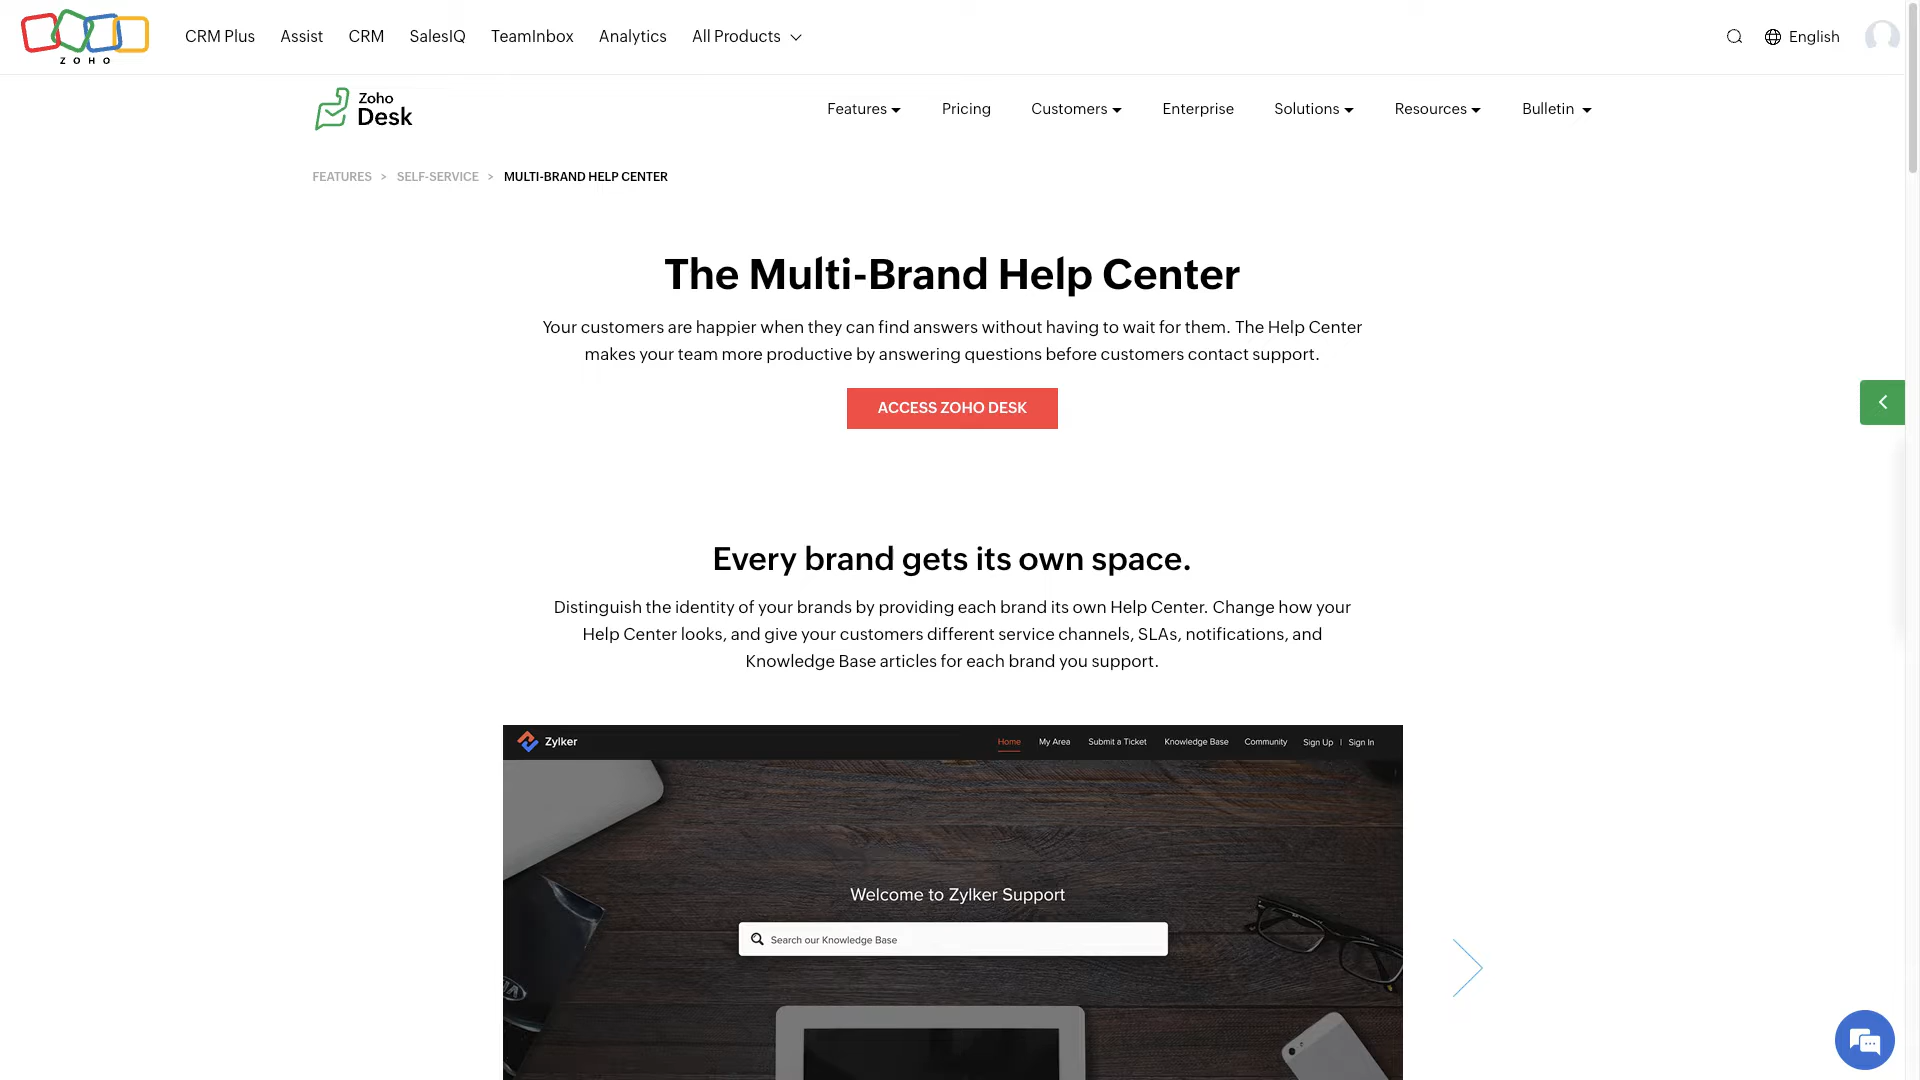 ZOHO
CRM Plus
Assist
CRM
SalesIQ
TeamInbox
Analytics
All Products
English
Zoho
Desk
Features
Pricing
Customers
Enterprise
Solutions
Resources
Bulletin
FEATURES > SELF-SERVICE > MULTI-BRAND HELP CENTER
The Multi-Brand Help Center
Your customers are happier when they can find answers without having to wait for them. The Help Center
makes your team more productive by answering questions before customers contact support.
ACCESS ZOHO DESK
Every brand gets its own space.
Distinguish the identity of your brands by providing each brand its own Help Center. Change how your
Help Center looks, and give your customers different service channels, SLAs, notifications, and
Knowledge Base articles for each brand you support.
Zylker
Home
My Area
Submit a Ticket
Knowledge Base
Community
Sign Up | Sign In
Welcome to Zylker Support
Search our Knowledge Base